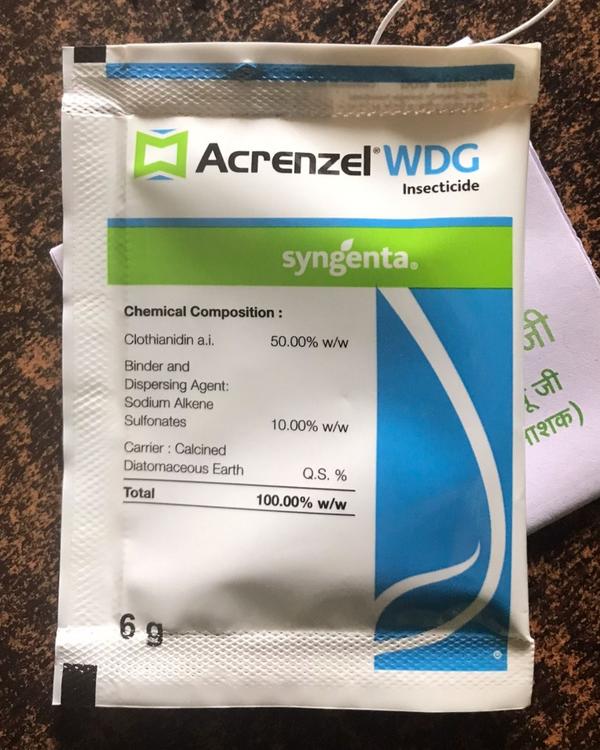 Acrenzel® WDG
Insecticide
syngenta®
Chemical Composition :
Clothianidin a.i. 50.00% w/w
Binder and
Dispersing Agent:
Sodium Alkene
Sulfonates 10.00% w/w
Carrier : Calcined
Diatomaceous Earth Q.S. %
Total 100.00% w/w
6 g
®
जी
जी
नाशक)